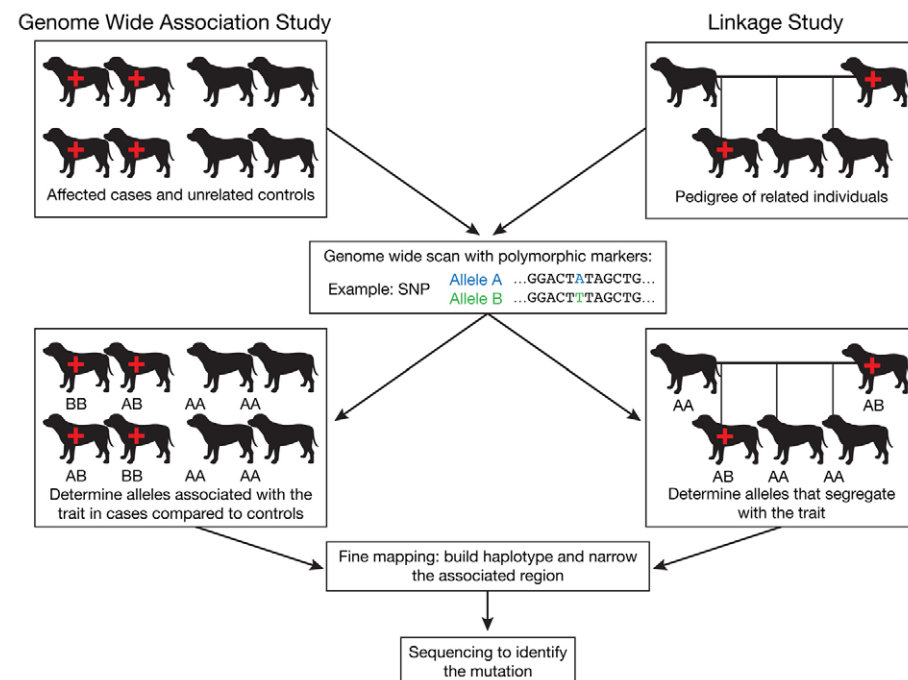 Genome Wide Association Study
Linkage Study
Affected cases and unrelated controls
Pedigree of related individuals
Genome wide scan with polymorphic markers:
Example: SNP
Allele A ...GGACTATAGCTG...
Allele B ...GGACTTTAGCTG...
BB AB AA AA
AB BB AA AA
Determine alleles associated with the
trait in cases compared to controls
AA AB
AB AA AA
Determine alleles that segregate
with the trait
Fine mapping: build haplotype and narrow
the associated region
Sequencing to identify
the mutation